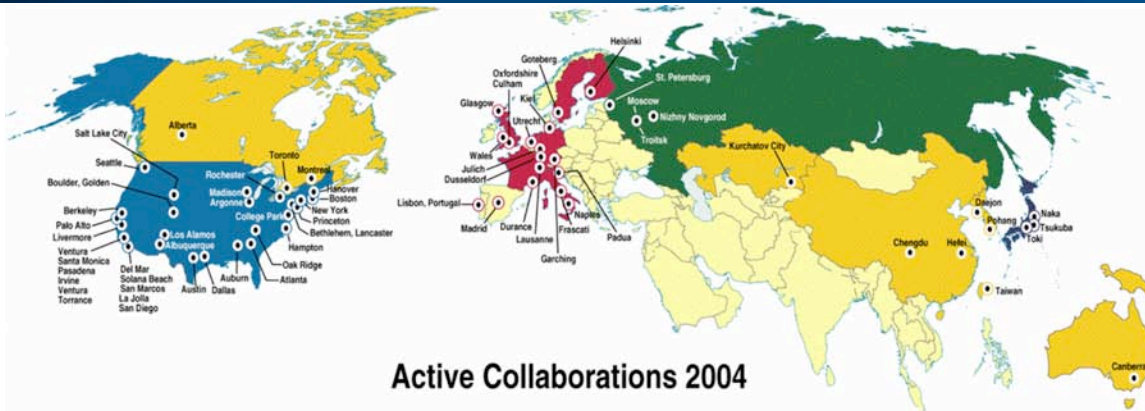 Alberta
Salt Lake City
Seattle
Boulder, Golden
Berkeley
Palo Alto
Livermore
Ventura
Santa Monica
Pasadena
Irvine
Ventura
Torrance
Del Mar
Solana Beach
San Marcos
La Jolla
San Diego
Los Alamos
Albuquerque
Austin
Dallas
Auburn
Atlanta
Oak Ridge
Hampton
College Park
Madison
Argonne
Rochester
Toronto
Montreal
Hanover
Boston
New York
Princeton
Bethlehem, Lancaster
Helsinki
Goteberg
Oxfordshire
Culham
Kiel
Glasgow
Utrecht
Wales
Julich
Dusseldorf
Lisbon, Portugal
Madrid
Durance
Lausanne
Garching
Frascati
Naples
Padua
St. Petersburg
Moscow
Nizhny Novgorod
Troitsk
Kurchatov City
Daejon
Pohang
Naka
Tsukuba
Toki
Chengdu
Hefei
Taiwan
Canberra
Active Collaborations 2004